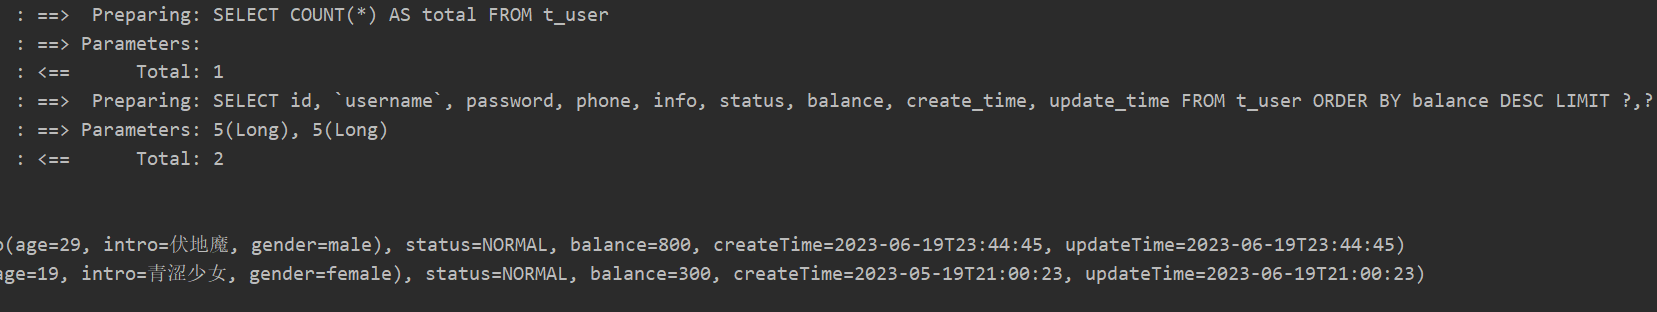 : ==>  Preparing: SELECT COUNT(*) AS total FROM t_user
: ==> Parameters:
: <==      Total: 1
: ==>  Preparing: SELECT id, `username`, password, phone, info, status, balance, create_time, update_time FROM t_user ORDER BY balance DESC LIMIT ?,?
: ==> Parameters: 5(Long), 5(Long)
: <==      Total: 2
(age=29, intro=伏地魔, gender=male), status=NORMAL, balance=800, createTime=2023-06-19T23:44:45, updateTime=2023-06-19T23:44:45)
age=19, intro=青涩少女, gender=female), status=NORMAL, balance=300, createTime=2023-05-19T21:00:23, updateTime=2023-06-19T21:00:23)